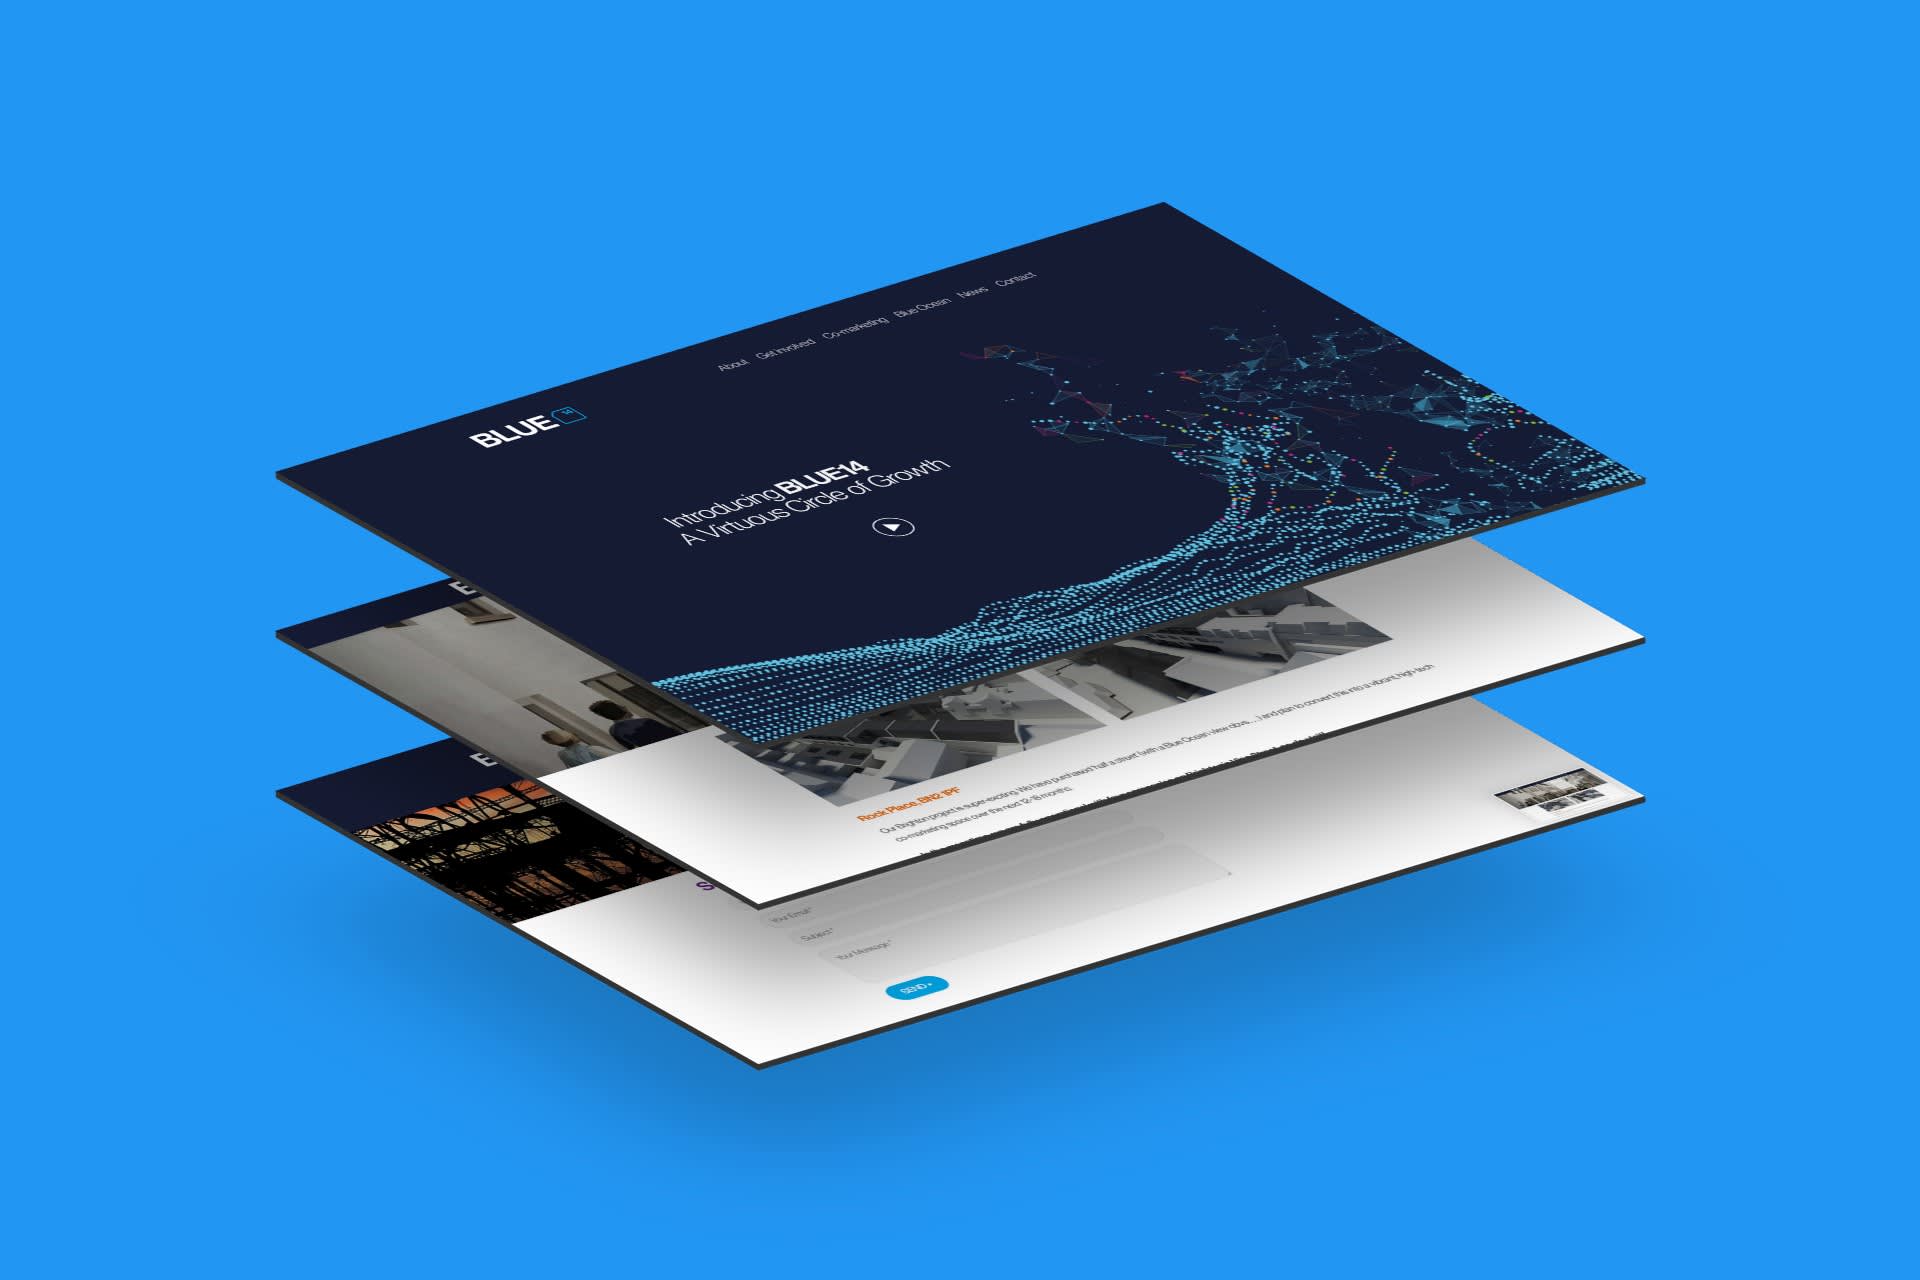 About Get involved Co-marketing Blue Ocean News Contact
BLUE 14
Introducing BLUE14
A Virtuous Circle of Growth
Rock Place, BN2 1PF
Our Brighton project is super-exciting. We have purchased 'half a street' (with a Blue Ocean view obvs…) and plan to convert this into a vibrant, high-tech
co-marketing space over the next 12-18 months.
Your Email*
Subject*
Your Message*
SEND